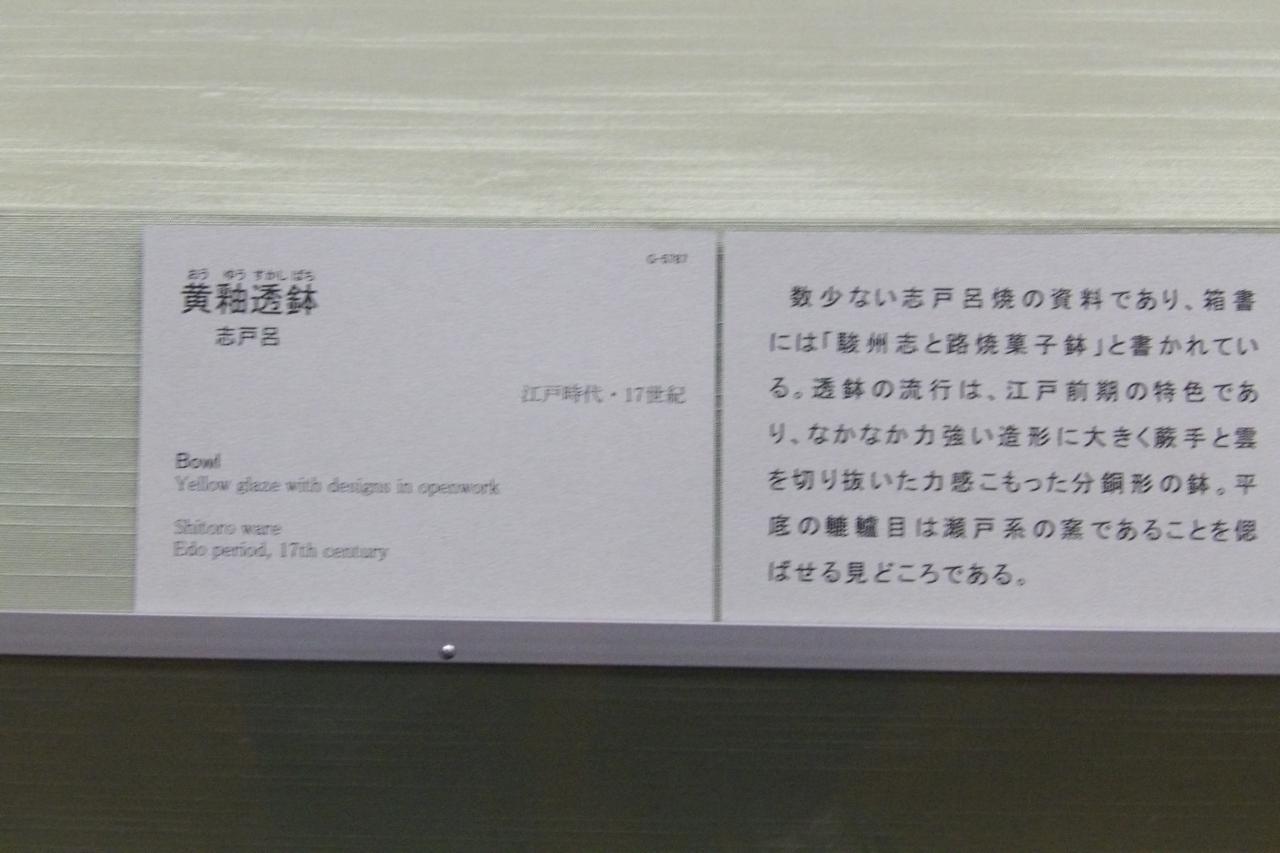 G-5787
おう ゆう すかし ばち
黄釉透鉢
志戸呂
江戸時代・17世紀
Bowl
Yellow glaze with designs in openwork
Shitoro ware
Edo period, 17th century
数少ない志戸呂焼の資料であり、箱書
には「駿州志と路焼菓子鉢」と書かれてい
る。透鉢の流行は、江戸前期の特色であ
り、なかなか力強い造形に大きく蕨手と雲
を切り抜いた力感こもった分銅形の鉢。平
底の轆轤目は瀬戸系の窯であることを偲
ばせる見どころである。